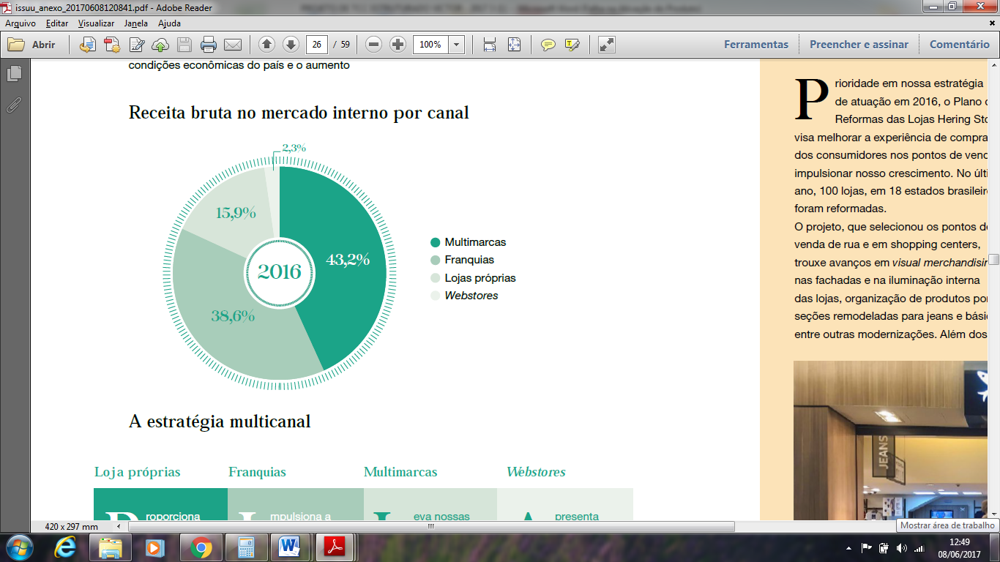 issuu_anexo_20170608120841.pdf - Adobe Reader
Arquivo Editar Visualizar Janela Ajuda
Abrir
26 / 59
100%
Ferramentas
Preencher e assinar
Comentário
condições econômicas do país e o aumento
Receita bruta no mercado interno por canal
2,3%
15,9%
43,2%
2016
38,6%
Multimarcas
Franquias
Lojas próprias
Webstores
A estratégia multicanal
Loja próprias
Franquias
Multimarcas
Webstores
roporciona
mpulsiona a
eva nossas
presenta
Prioridade em nossa estratégia
de atuação em 2016, o Plano d
Reformas das Lojas Hering Sto
visa melhorar a experiência de compra
dos consumidores nos pontos de vend
impulsionar nosso crescimento. No últi
ano, 100 lojas, em 18 estados brasileir
foram reformadas.
O projeto, que selecionou os pontos de
venda de rua e em shopping centers,
trouxe avanços em visual merchandisin
nas fachadas e na iluminação interna
das lojas, organização de produtos por
seções remodeladas para jeans e básic
entre outras modernizações. Além dos
JEANS
420 x 297 mm
Mostrar área de trabalho
12:49
08/06/2017